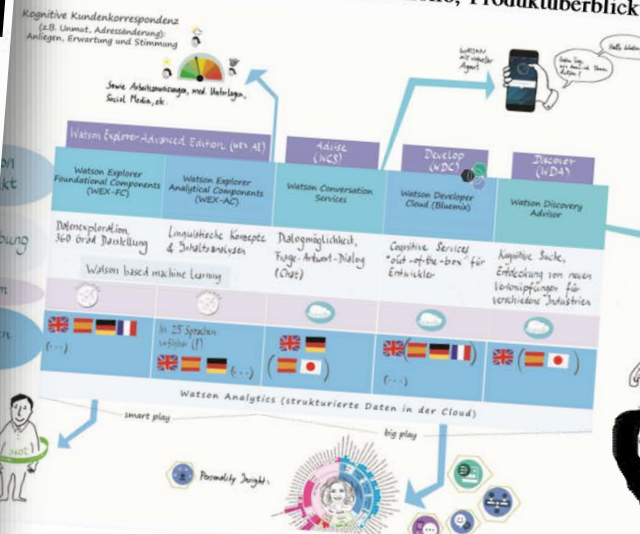 Produktüberblick
Kognitive Kundenkorrespondenz
(z.B. Unmut, Adressänderung):
Anliegen, Erwartung und Stimmung
Sowie Arbeitsweisungen, med. Unterlagen,
Social Media, etc.
WATSON
als virtueller
Agent
Watson Explorer Advanced Edition (WEX AE)
Advise
(WCS)
Develop
(WDC)
Discover
(WDA)
kt
Watson Explorer
Foundational Components
(WEX-FC)
Watson Explorer
Analytical Components
(WEX-AC)
Watson Conversation
Services
Watson Developer
Cloud (Bluemix)
Watson Discovery
Advisor
bung
Datenexploration,
360 Grad Darstellung
Linguistische Konzepte
& Inhaltsanalysen
Dialogmöglichkeit,
Frage-Antwort-Dialog
(Chat)
Cognitive Services
"out-of-the-box" für
Entwickler
Kognitive Suche,
Entdeckung von neuen
Verknüpfungen für
verschiedene Industrien
Watson based machine learning
(...)
In 25 Sprachen
verfügbar (!)
(...)
(...)
Watson Analytics (strukturierte Daten in der Cloud)
smart play
big play
Not!
Personality Insights